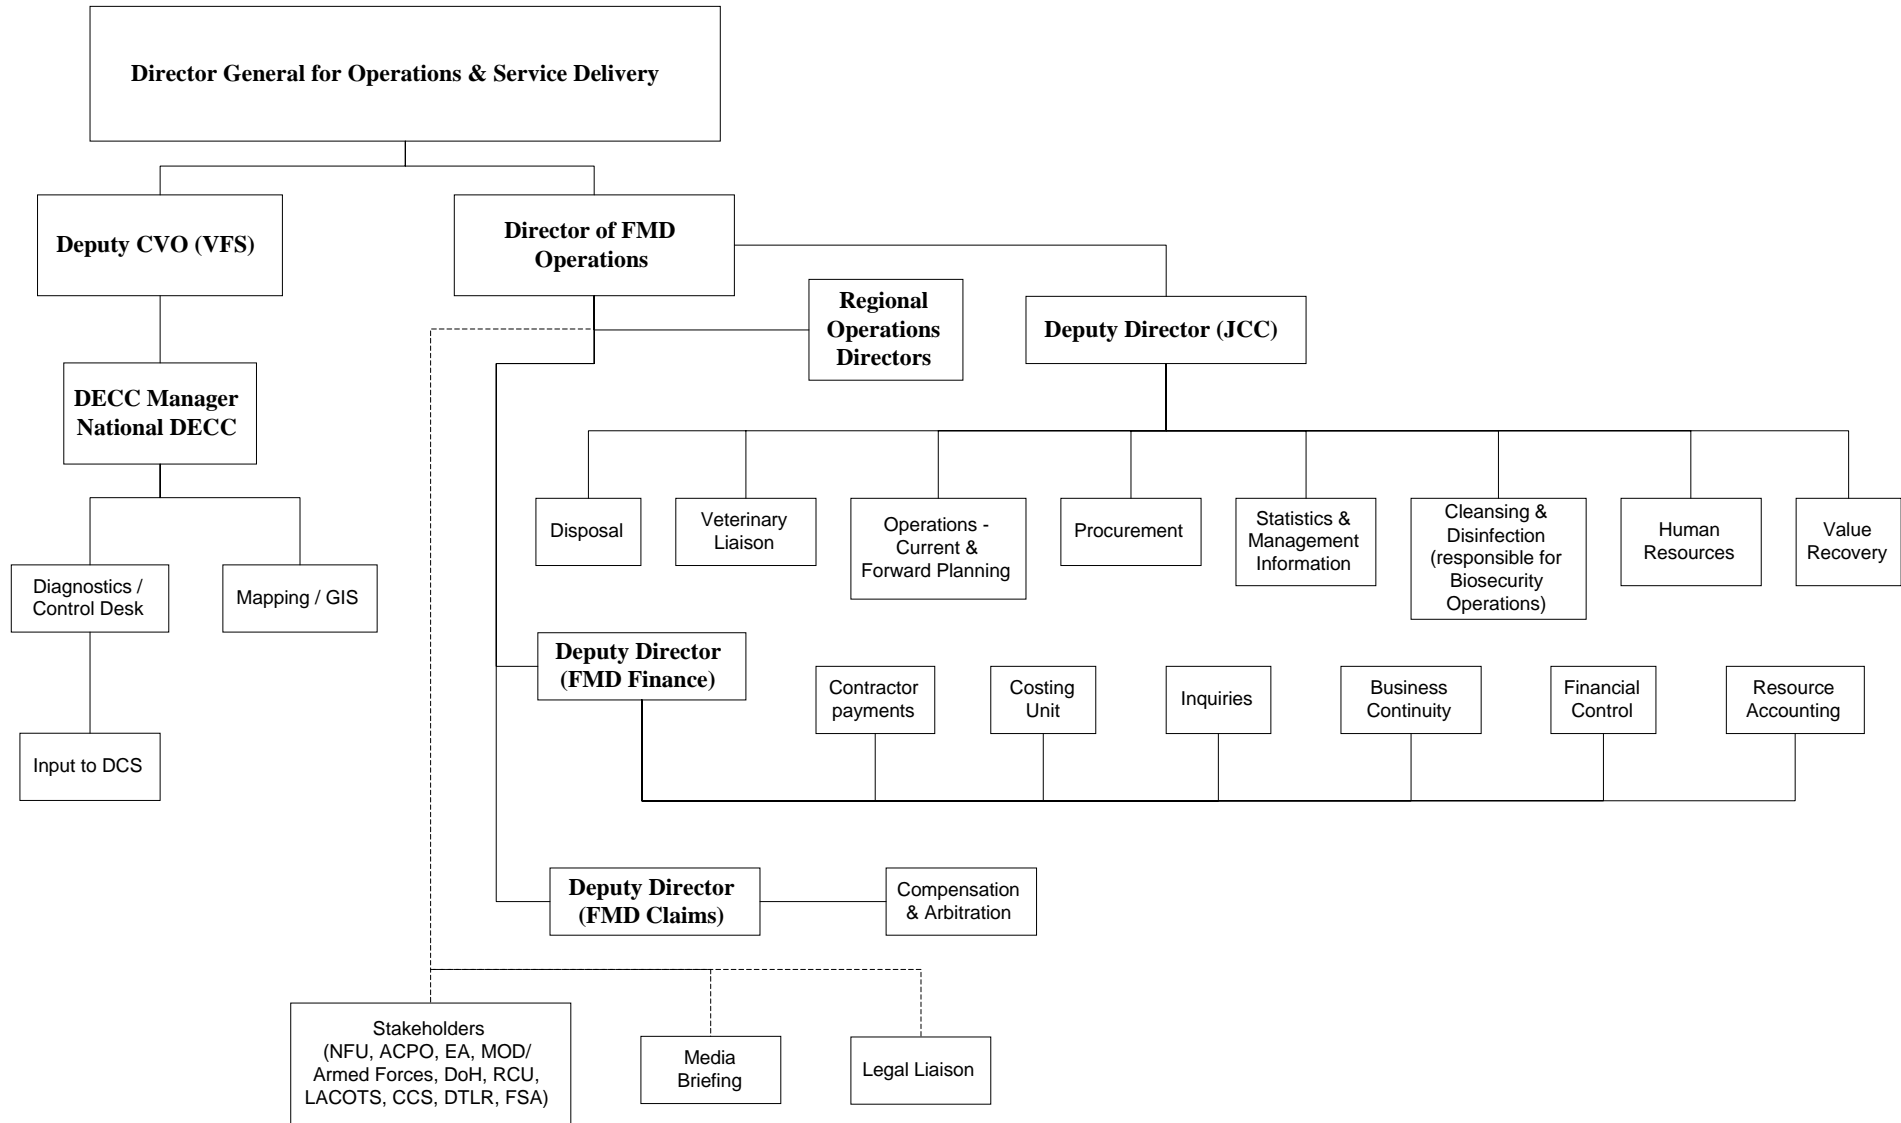 Director General for Operations & Service Delivery
Deputy CVO (VFS)
Director of FMD
Operations
Regional
Operations
Directors
Deputy Director (JCC)
DECC Manager
National DECC
Disposal
Veterinary
Liaison
Operations -
Current &
Forward Planning
Procurement
Statistics &
Management
Information
Cleansing &
Disinfection
(responsible for
Biosecurity
Operations)
Human
Resources
Value
Recovery
Diagnostics /
Control Desk
Mapping / GIS
Deputy Director
(FMD Finance)
Contractor
payments
Costing
Unit
Inquiries
Business
Continuity
Financial
Control
Resource
Accounting
Input to DCS
Deputy Director
(FMD Claims)
Compensation
& Arbitration
Stakeholders
(NFU, ACPO, EA, MOD/
Armed Forces, DoH, RCU,
LACOTS, CCS, DTLR, FSA)
Media
Briefing
Legal Liaison